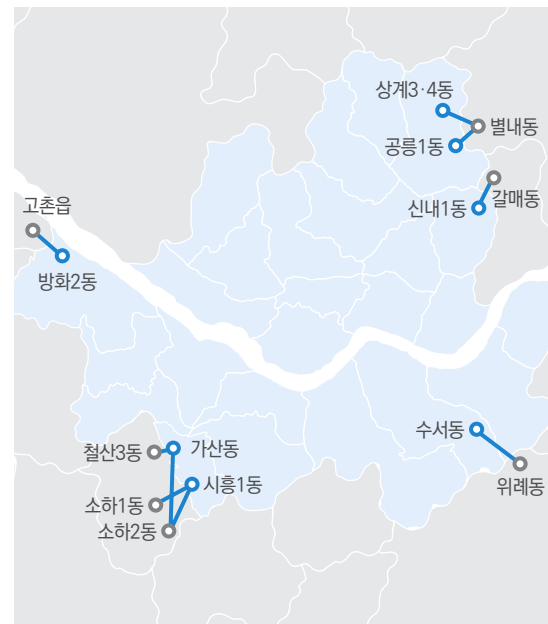 상계3·4동
별내동
공릉1동
갈매동
신내1동
고촌읍
방화2동
수서동
위례동
철산3동
가산동
시흥1동
소하1동
소하2동